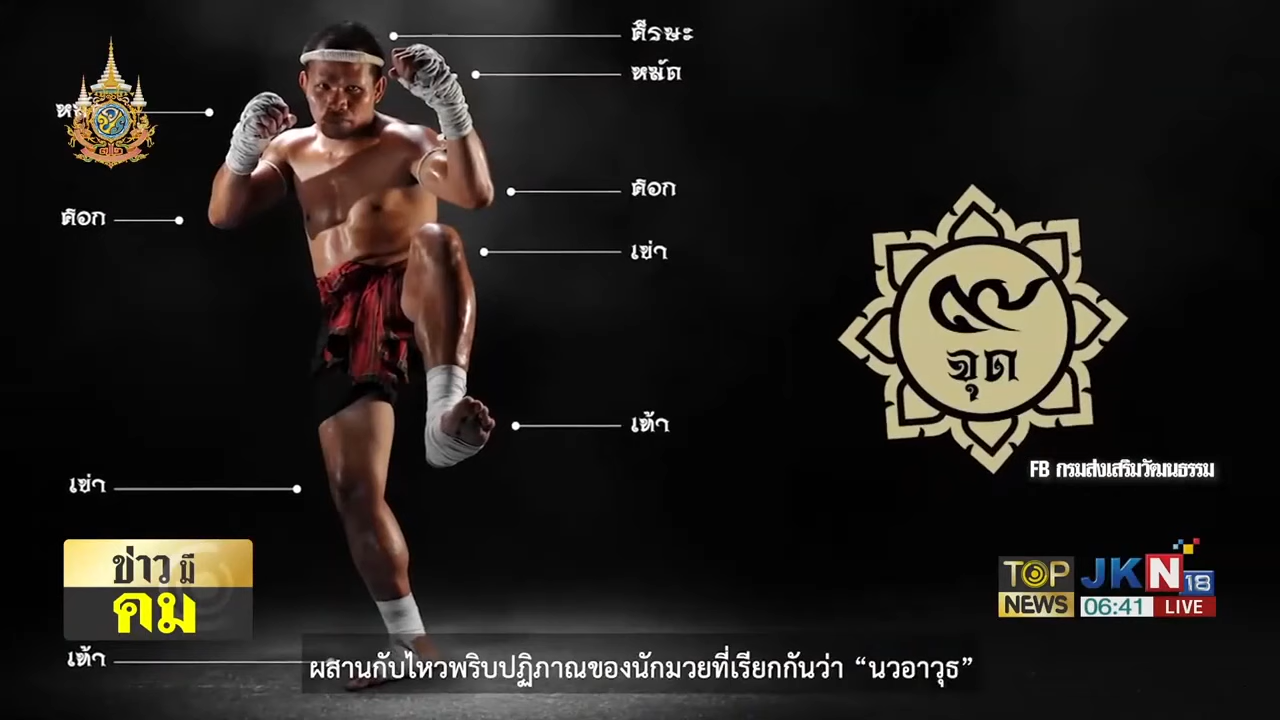 ศีรษะ
หมัด
ศอก
ศอก
เข่า
เท้า
เข่า
เท้า
๙
จุด
FB กรมส่งเสริมวัฒนธรรม
ข่าวมี
คม
TOP
NEWS
JKN18
06:41 LIVE
ผสานกับไหวพริบปฏิภาณของนักมวยที่เรียกกันว่า “นวอาวุธ”